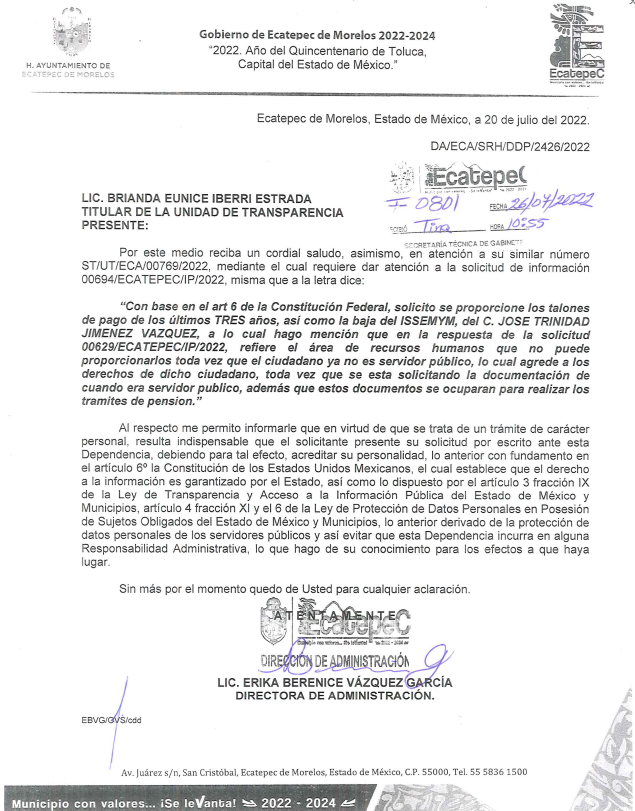 Gobierno de Ecatepec de Morelos 2022-2024
"2022. Año del Quincentenario de Toluca,
Capital del Estado de México."
H. AYUNTAMIENTO DE
ECATEPEC DE MORELOS
EcatepeC
Ecatepec de Morelos, Estado de México, a 20 de julio del 2022.
DA/ECA/SRH/DDP/2426/2022
EcatepeC
F-0801
FECHA 26/07/2022
HORA 10:55
SECRETARÍA TÉCNICA DE GABINETE
LIC. BRIANDA EUNICE IBERRI ESTRADA
TITULAR DE LA UNIDAD DE TRANSPARENCIA
PRESENTE:
Por este medio reciba un cordial saludo, asimismo, en atención a su similar número
ST/UT/ECA/00769/2022, mediante el cual requiere dar atención a la solicitud de información
00694/ECATEPEC/IP/2022, misma que a la letra dice:
"Con base en el art 6 de la Constitución Federal, solicito se proporcione los talones
de pago de los últimos TRES años, así como la baja del ISSEMYM, del C. JOSE TRINIDAD
JIMENEZ VAZQUEZ, a lo cual hago mención que en la respuesta de la solicitud
00629/ECATEPEC/IP/2022, refiere el área de recursos humanos que no puede
proporcionarlos toda vez que el ciudadano ya no es servidor público, lo cual agrede a los
derechos de dicho ciudadano, toda vez que se esta solicitando la documentación de
cuando era servidor publico, además que estos documentos se ocuparan para realizar los
tramites de pension."
Al respecto me permito informarle que en virtud de que se trata de un trámite de carácter
personal, resulta indispensable que el solicitante presente su solicitud por escrito ante esta
Dependencia, debiendo para tal efecto, acreditar su personalidad, lo anterior con fundamento en
el artículo 6º la Constitución de los Estados Unidos Mexicanos, el cual establece que el derecho
a la información es garantizado por el Estado, así como lo dispuesto por el artículo 3 fracción IX
de la Ley de Transparencia y Acceso a la Información Pública del Estado de México y
Municipios, artículo 4 fracción XI y el 6 de la Ley de Protección de Datos Personales en Posesión
de Sujetos Obligados del Estado de México y Municipios, lo anterior derivado de la protección de
datos personales de los servidores públicos y así evitar que esta Dependencia incurra en alguna
Responsabilidad Administrativa, lo que hago de su conocimiento para los efectos a que haya
lugar.
Sin más por el momento quedo de Usted para cualquier aclaración.
ATENTAMENTE
EcatepeC
DIRECCIÓN DE ADMINISTRACIÓN
LIC. ERIKA BERENICE VÁZQUEZ GARCÍA
DIRECTORA DE ADMINISTRACIÓN.
EBVG/GVS/cdd
Av. Juárez s/n, San Cristóbal, Ecatepec de Morelos, Estado de México, C.P. 55000, Tel. 55 5836 1500
Municipio con valores... ¡Se leVanta! 2022 - 2024